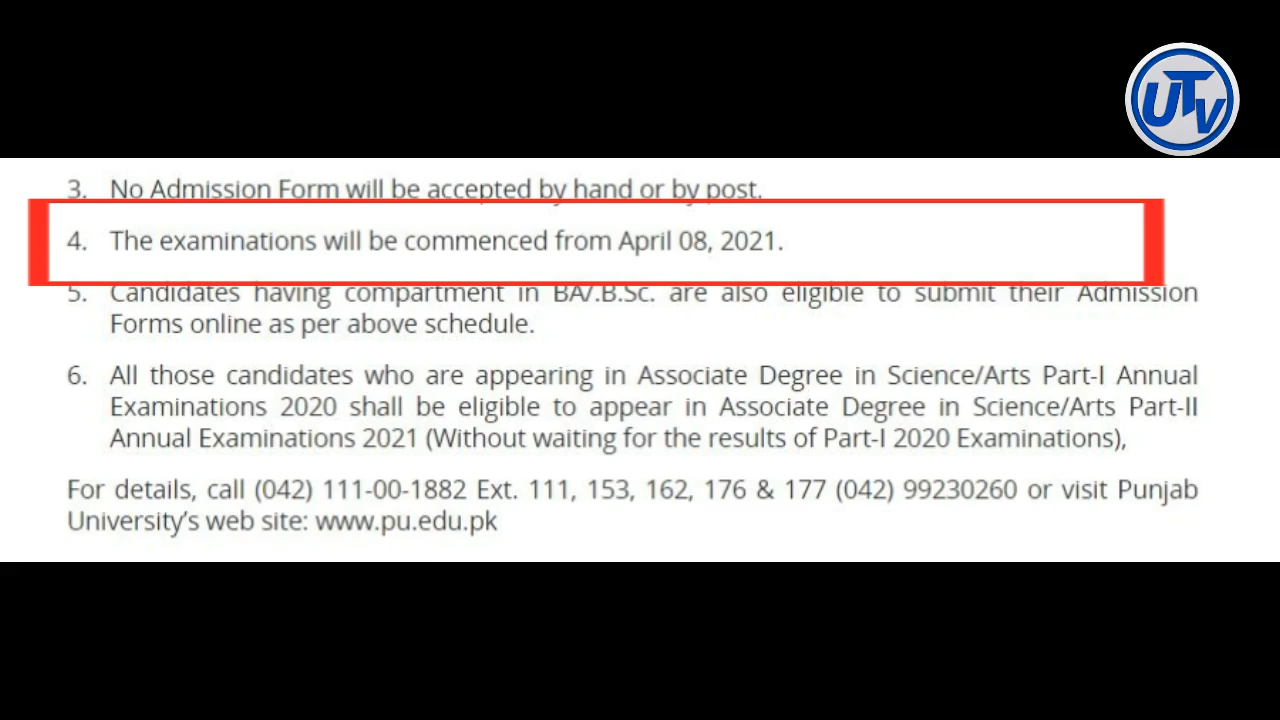 UTV
3. No Admission Form will be accepted by hand or by post.
4. The examinations will be commenced from April 08, 2021.
5. Candidates having compartment in BA/.B.Sc. are also eligible to submit their Admission
Forms online as per above schedule.
6. All those candidates who are appearing in Associate Degree in Science/Arts Part-I Annual
Examinations 2020 shall be eligible to appear in Associate Degree in Science/Arts Part-II
Annual Examinations 2021 (Without waiting for the results of Part-I 2020 Examinations),
For details, call (042) 111-00-1882 Ext. 111, 153, 162, 176 & 177 (042) 99230260 or visit Punjab
University’s web site: www.pu.edu.pk